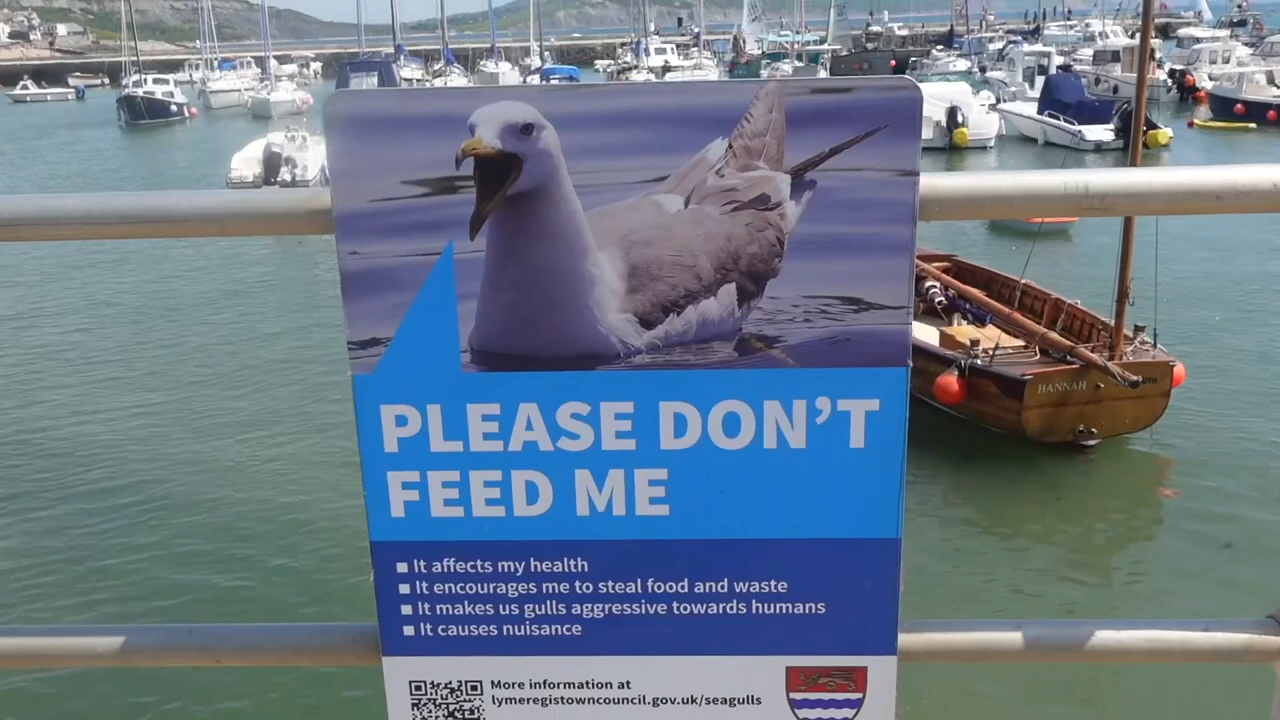 PLEASE DON'T
FEED ME
It affects my health
It encourages me to steal food and waste
It makes us gulls aggressive towards humans
It causes nuisance
More information at
lymeregistowncouncil.gov.uk/seagulls
HANNAH